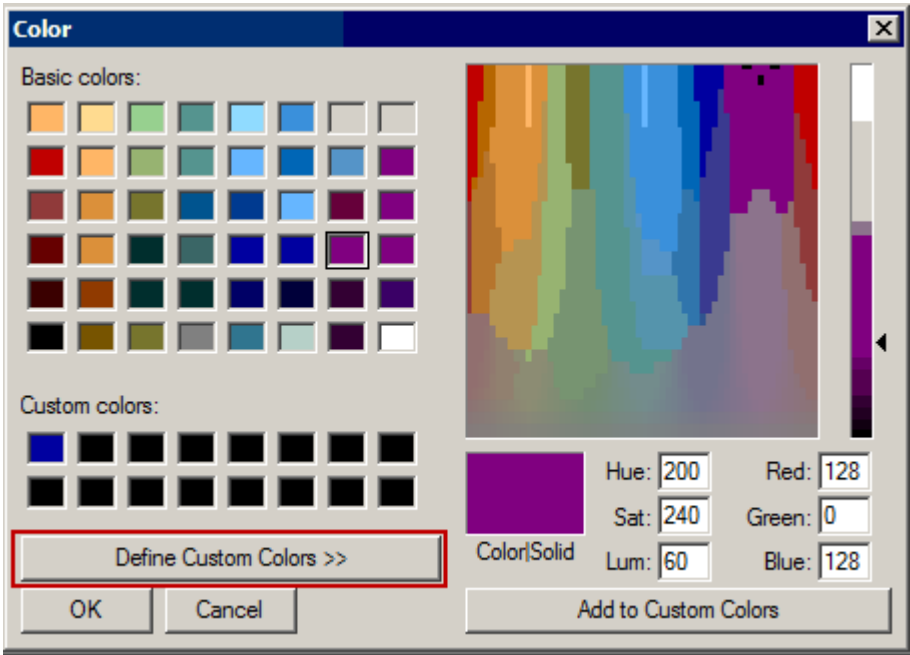 Color
Basic colors:
Custom colors:
Define Custom Colors >>
OK
Cancel
Color|Solid
Hue: 200
Sat: 240
Lum: 60
Red: 128
Green: 0
Blue: 128
Add to Custom Colors